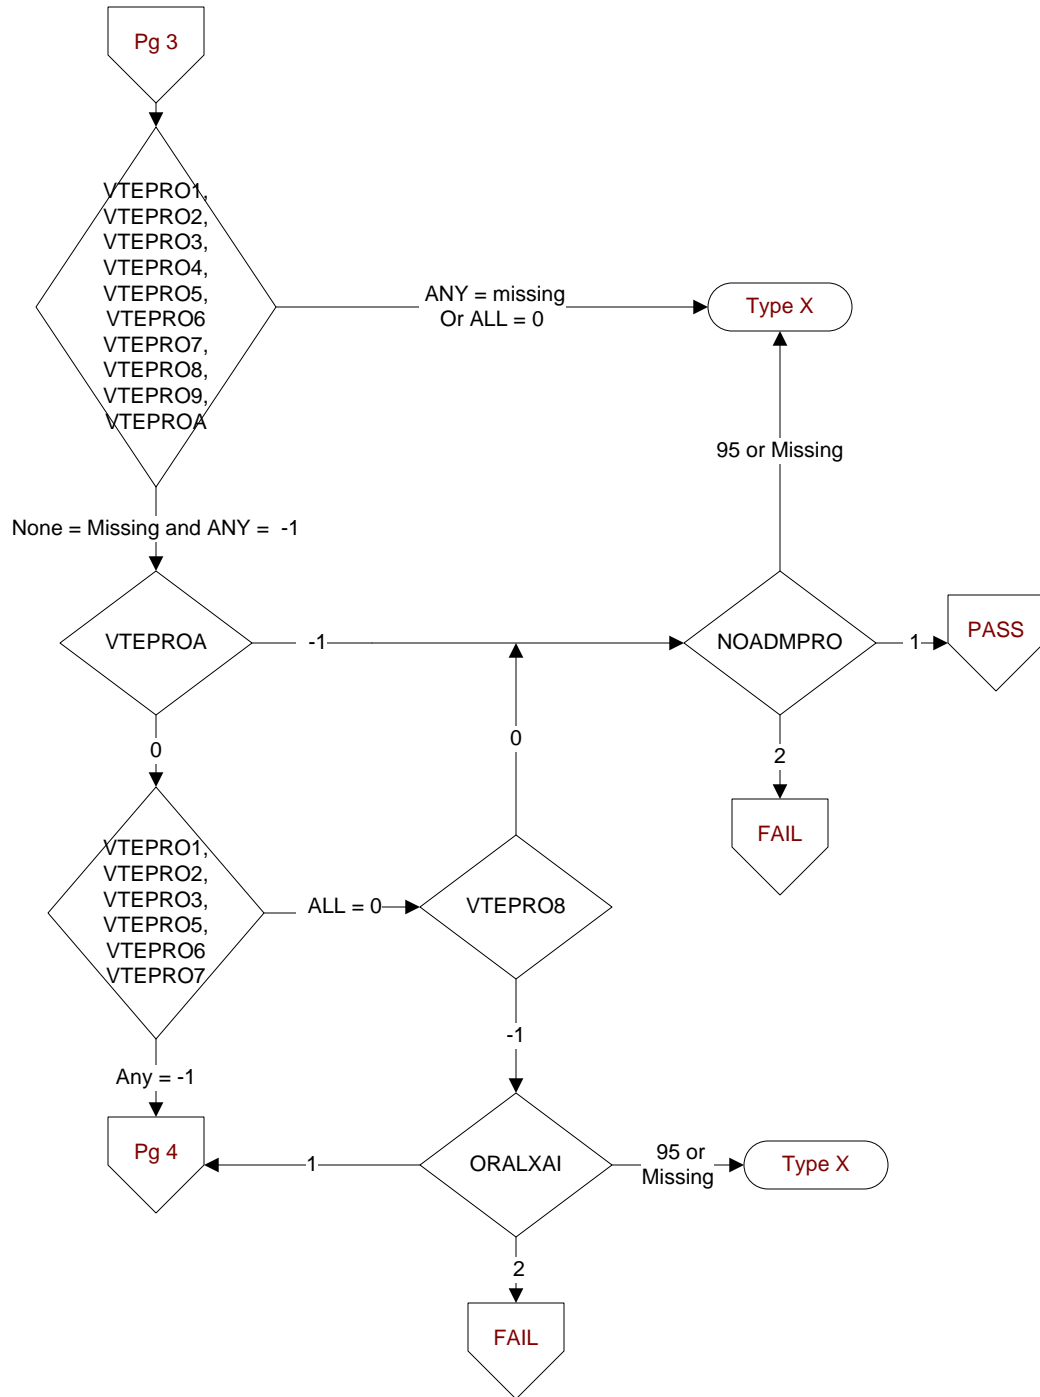 Pg 3
VTEPRO1,
VTEPRO2,
VTEPRO3,
VTEPRO4,
VTEPRO5,
VTEPRO6
VTEPRO7,
VTEPRO8,
VTEPRO9,
VTEPROA
ANY = missing
Or ALL = 0
Type X
95 or Missing
None = Missing and ANY = -1
VTEPROA
-1
NOADMPRO
1
PASS
0
0
2
FAIL
VTEPRO1,
VTEPRO2,
VTEPRO3,
VTEPRO5,
VTEPRO6
VTEPRO7
ALL = 0
VTEPRO8
-1
Any = -1
Pg 4
1
ORALXAI
95 or
Missing
Type X
2
FAIL